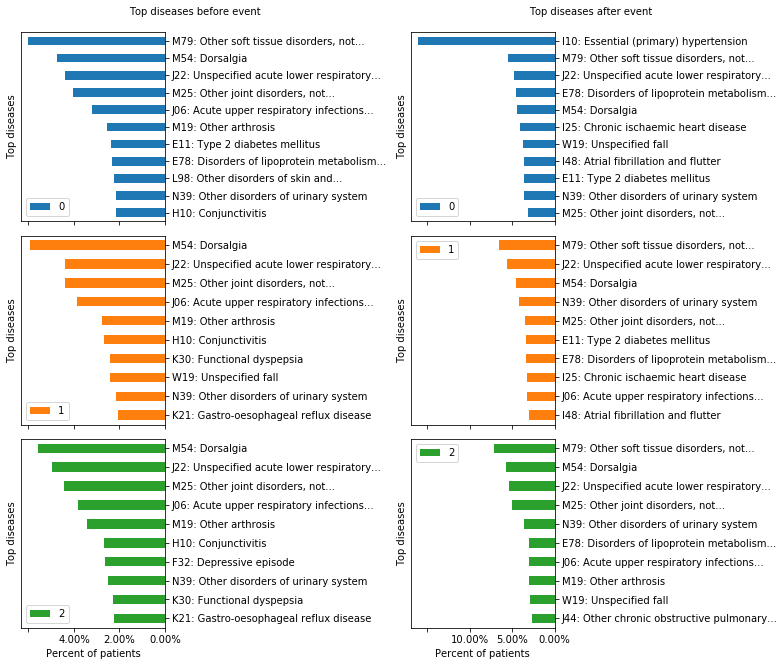 Top diseases before event
Top diseases
M79: Other soft tissue disorders, not...
M54: Dorsalgia
J22: Unspecified acute lower respiratory...
M25: Other joint disorders, not...
J06: Acute upper respiratory infections...
M19: Other arthrosis
E11: Type 2 diabetes mellitus
E78: Disorders of lipoprotein metabolism...
L98: Other disorders of skin and...
N39: Other disorders of urinary system
H10: Conjunctivitis
0
Top diseases
M54: Dorsalgia
J22: Unspecified acute lower respiratory...
M25: Other joint disorders, not...
J06: Acute upper respiratory infections...
M19: Other arthrosis
H10: Conjunctivitis
K30: Functional dyspepsia
W19: Unspecified fall
N39: Other disorders of urinary system
K21: Gastro-oesophageal reflux disease
1
Top diseases
M54: Dorsalgia
J22: Unspecified acute lower respiratory...
M25: Other joint disorders, not...
J06: Acute upper respiratory infections...
M19: Other arthrosis
H10: Conjunctivitis
F32: Depressive episode
N39: Other disorders of urinary system
K30: Functional dyspepsia
K21: Gastro-oesophageal reflux disease
2
4.00% 2.00% 0.00%
Percent of patients
Top diseases after event
Top diseases
I10: Essential (primary) hypertension
M79: Other soft tissue disorders, not...
J22: Unspecified acute lower respiratory...
E78: Disorders of lipoprotein metabolism...
M54: Dorsalgia
I25: Chronic ischaemic heart disease
W19: Unspecified fall
I48: Atrial fibrillation and flutter
E11: Type 2 diabetes mellitus
N39: Other disorders of urinary system
M25: Other joint disorders, not...
0
Top diseases
1
M79: Other soft tissue disorders, not...
J22: Unspecified acute lower respiratory...
M54: Dorsalgia
N39: Other disorders of urinary system
M25: Other joint disorders, not...
E11: Type 2 diabetes mellitus
E78: Disorders of lipoprotein metabolism...
I25: Chronic ischaemic heart disease
J06: Acute upper respiratory infections...
I48: Atrial fibrillation and flutter
Top diseases
2
M79: Other soft tissue disorders, not...
M54: Dorsalgia
J22: Unspecified acute lower respiratory...
M25: Other joint disorders, not...
N39: Other disorders of urinary system
E78: Disorders of lipoprotein metabolism...
J06: Acute upper respiratory infections...
M19: Other arthrosis
W19: Unspecified fall
J44: Other chronic obstructive pulmonary...
10.00% 5.00% 0.00%
Percent of patients